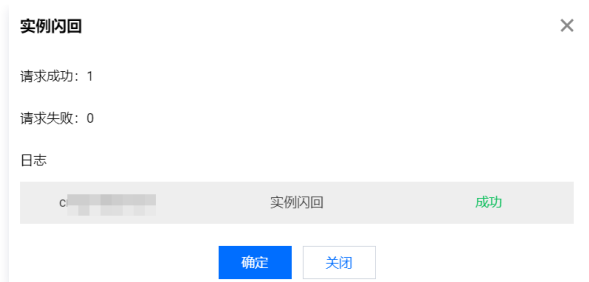 实例闪回
请求成功：1
请求失败：0
日志
实例闪回 成功
确定 关闭